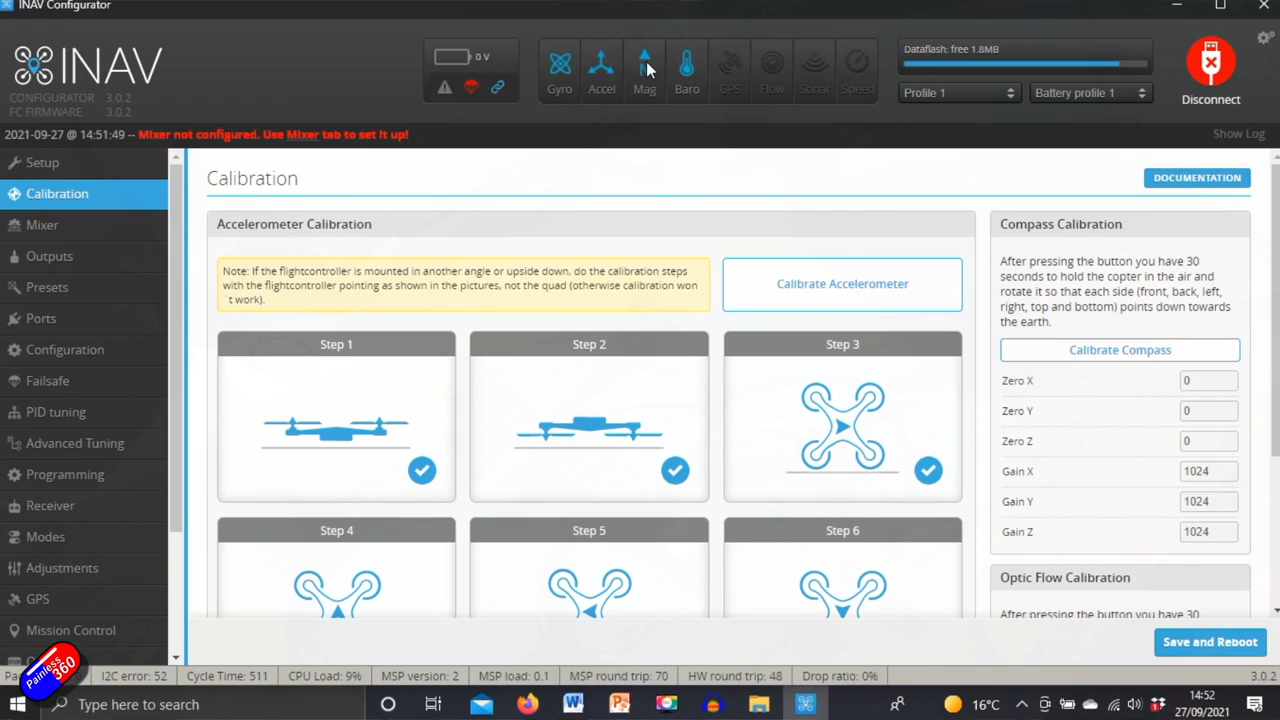 INAV Configurator
INAV
CONFIGURATOR 3.0.2
FC FIRMWARE 3.0.2
0 V
Gyro
Accel
Mag
Baro
GPS
Flow
Sonar
Speed
Dataflash: free 1.8MB
Profile 1
Battery profile 1
Disconnect
2021-09-27 @ 14:51:49 -- Mixer not configured. Use Mixer tab to set it up!
Show Log
Setup
Calibration
Mixer
Outputs
Presets
Ports
Configuration
Failsafe
PID tuning
Advanced Tuning
Programming
Receiver
Modes
Adjustments
GPS
Mission Control
Calibration
DOCUMENTATION
Accelerometer Calibration
Note: If the flightcontroller is mounted in another angle or upside down, do the calibration steps
with the flightcontroller pointing as shown in the pictures, not the quad (otherwise calibration won
`t work).
Calibrate Accelerometer
Step 1
Step 2
Step 3
Step 4
Step 5
Step 6
Compass Calibration
After pressing the button you have 30
seconds to hold the copter in the air and
rotate it so that each side (front, back, left,
right, top and bottom) points down towards
the earth.
Calibrate Compass
Zero X 0
Zero Y 0
Zero Z 0
Gain X 1024
Gain Y 1024
Gain Z 1024
Optic Flow Calibration
After pressing the button you have 30
Save and Reboot
Painless360
I2C error: 52
Cycle Time: 511
CPU Load: 9%
MSP version: 2
MSP load: 0.1
MSP round trip: 70
HW round trip: 48
Drop ratio: 0%
3.0.2
Type here to search
16°C
14:52
27/09/2021